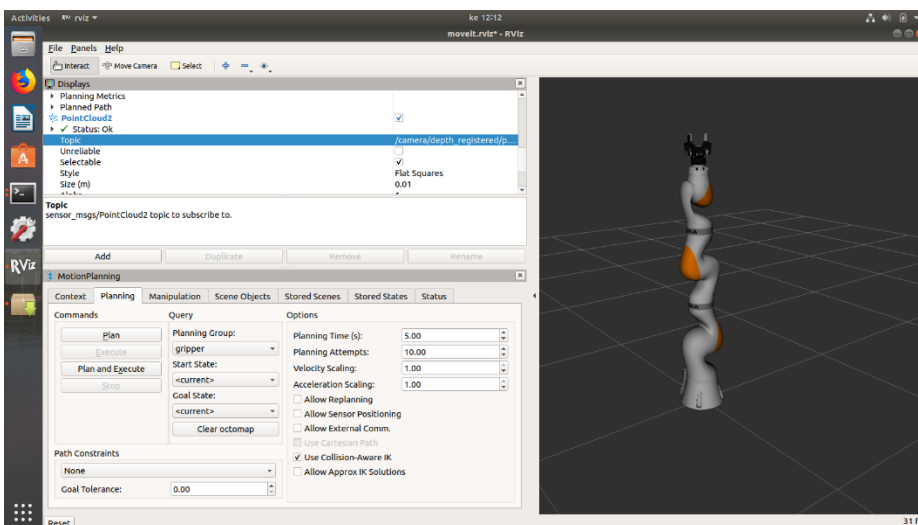 Activities RViz rviz ke 12:12
moveit.rviz* - RViz
File Panels Help
Interact Move Camera Select
Displays
Planning Metrics
Planned Path
PointCloud2
Status: Ok
Topic /camera/depth_registered/p...
Unreliable
Selectable
Style Flat Squares
Size (m) 0.01
Topic
sensor_msgs/PointCloud2 topic to subscribe to.
Add Duplicate Remove Rename
RViz
MotionPlanning
Context Planning Manipulation Scene Objects Stored Scenes Stored States Status
Commands Query Options
Plan Planning Group: Planning Time (s): 5.00
Execute gripper Planning Attempts: 10.00
Plan and Execute Start State: Velocity Scaling: 1.00
Stop <current> Acceleration Scaling: 1.00
Goal State: Allow Replanning
<current> Allow Sensor Positioning
Clear octomap Allow External Comm.
Use Cartesian Path
Path Constraints Use Collision-Aware IK
None Allow Approx IK Solutions
Goal Tolerance: 0.00
Reset